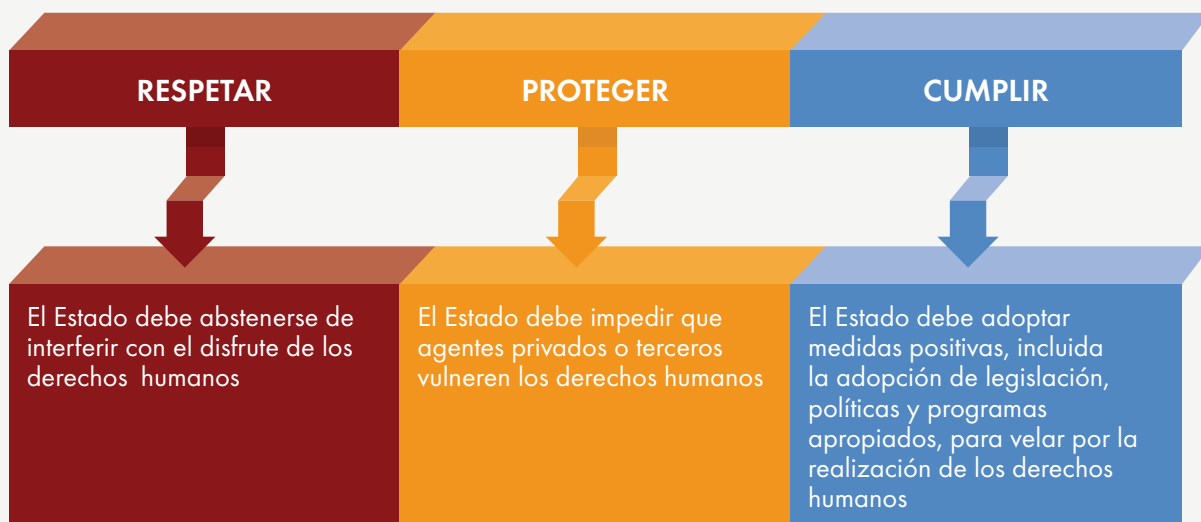 RESPETAR
PROTEGER
CUMPLIR
El Estado debe abstenerse de
interferir con el disfrute de los
derechos humanos
El Estado debe impedir que
agentes privados o terceros
vulneren los derechos humanos
El Estado debe adoptar
medidas positivas, incluida
la adopción de legislación,
políticas y programas
apropiados, para velar por la
realización de los derechos
humanos